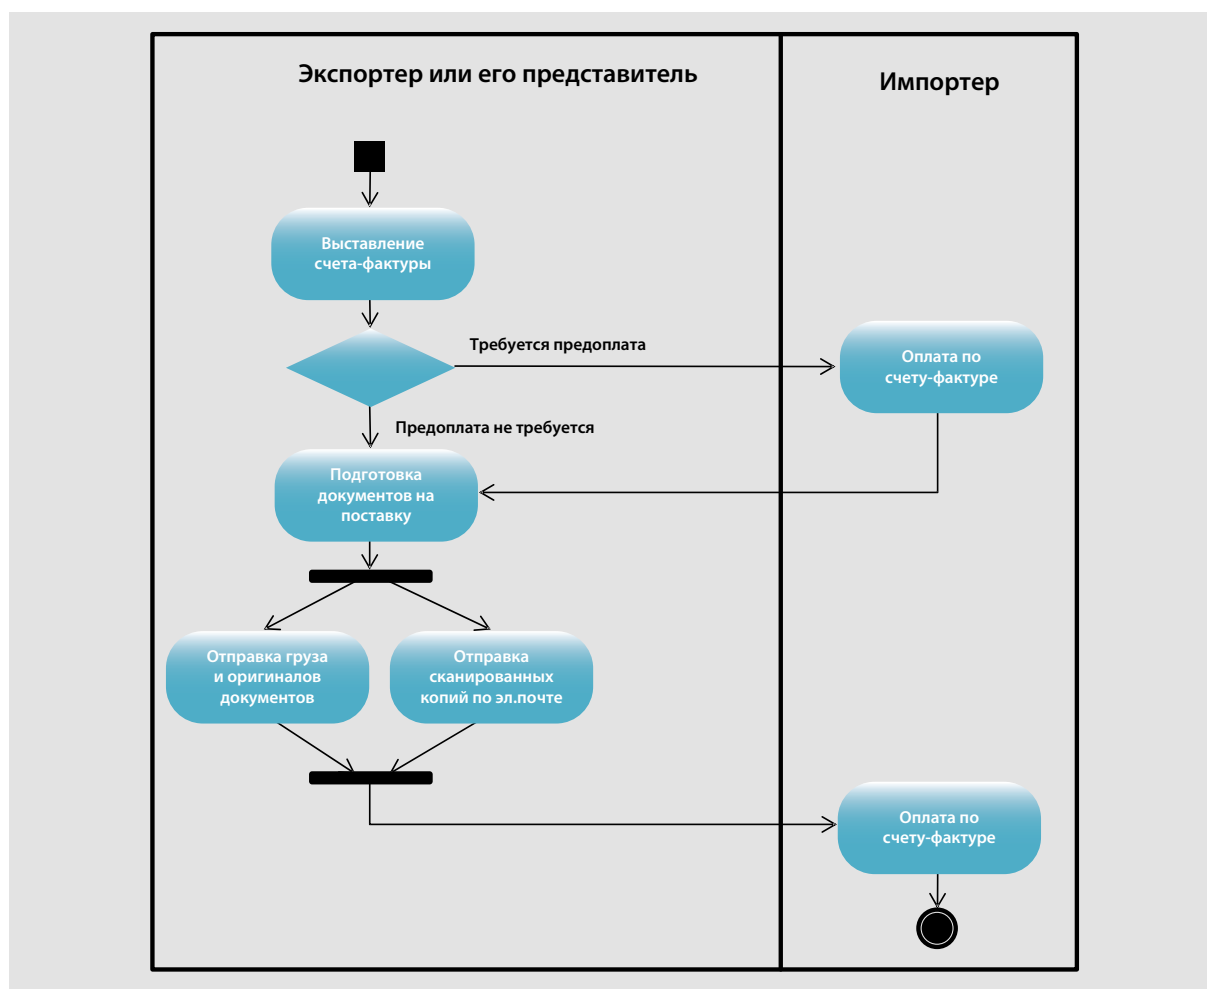 Экспортер или его представитель
Импортер
Выставление
счета-фактуры
Требуется предоплата
Оплата по
счету-фактуре
Предоплата не требуется
Подготовка
документов на
поставку
Отправка груза
и оригиналов
документов
Отправка
сканированных
копий по эл.почте
Оплата по
счету-фактуре